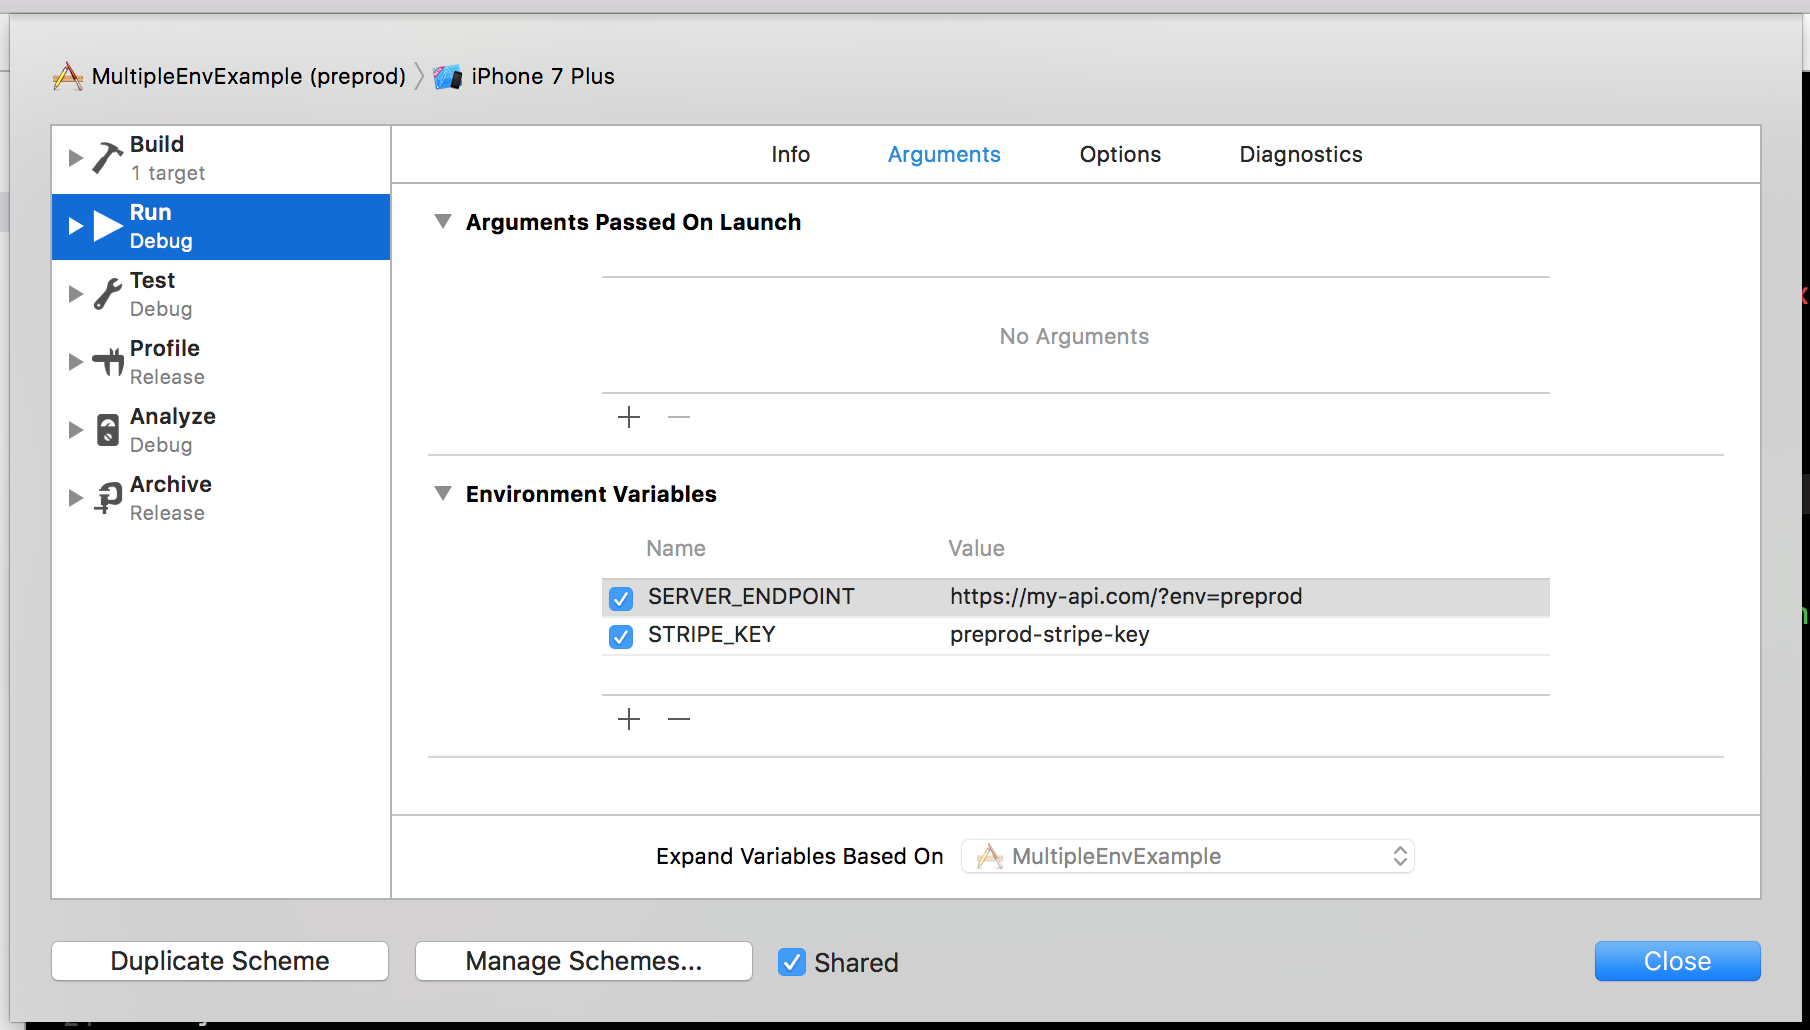 MultipleEnvExample (preprod) iPhone 7 Plus
Build
1 target
Run
Debug
Test
Debug
Profile
Release
Analyze
Debug
Archive
Release
Info Arguments Options Diagnostics
Arguments Passed On Launch
No Arguments
Environment Variables
Name Value
SERVER_ENDPOINT https://my-api.com/?env=preprod
STRIPE_KEY preprod-stripe-key
Expand Variables Based On MultipleEnvExample
Duplicate Scheme Manage Schemes... Shared Close